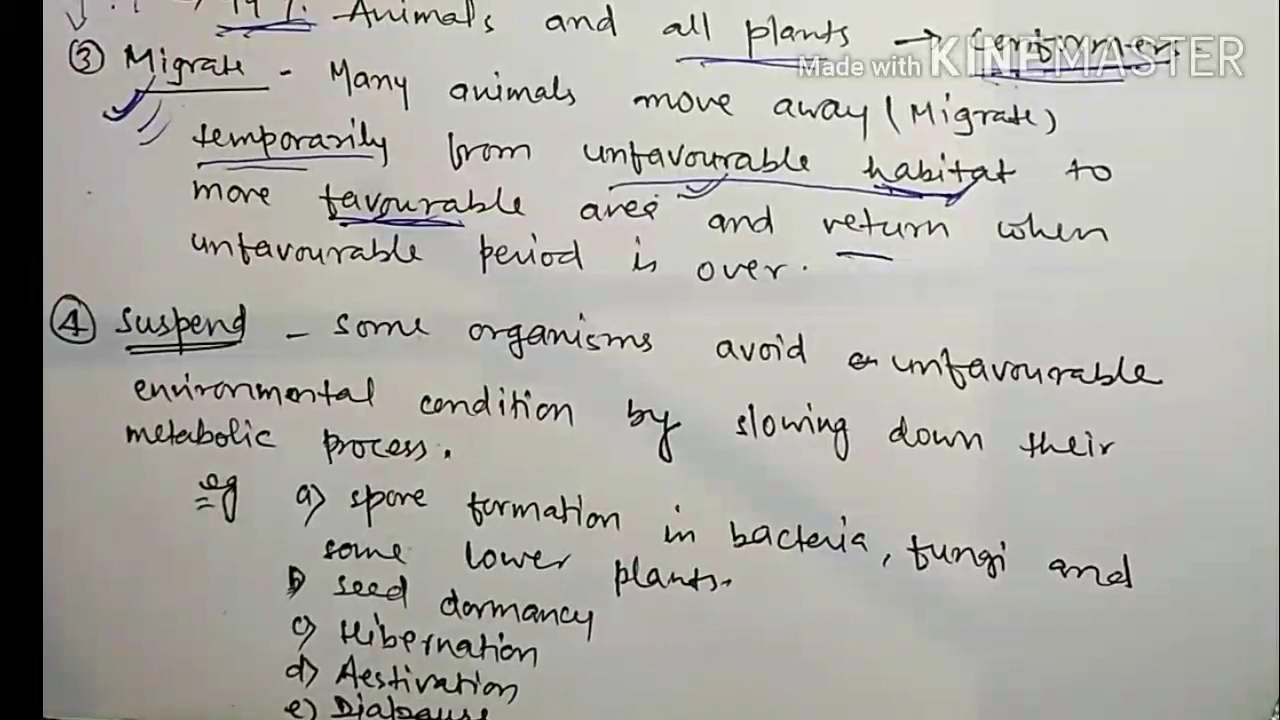 99% Animals and all plants → Conformers.
Made with KINEMASTER
③ Migrate - Many animals move away (Migrate)
temporarily from unfavourable habitat to
more favourable area and return when
unfavourable period is over.
④ Suspend - Some organisms avoid unfavourable
environmental condition by slowing down their
metabolic process.
eg a) spore formation in bacteria, fungi and
some lower plants.
b) seed dormancy
c) Hibernation
d) Aestivation
e) Diapause